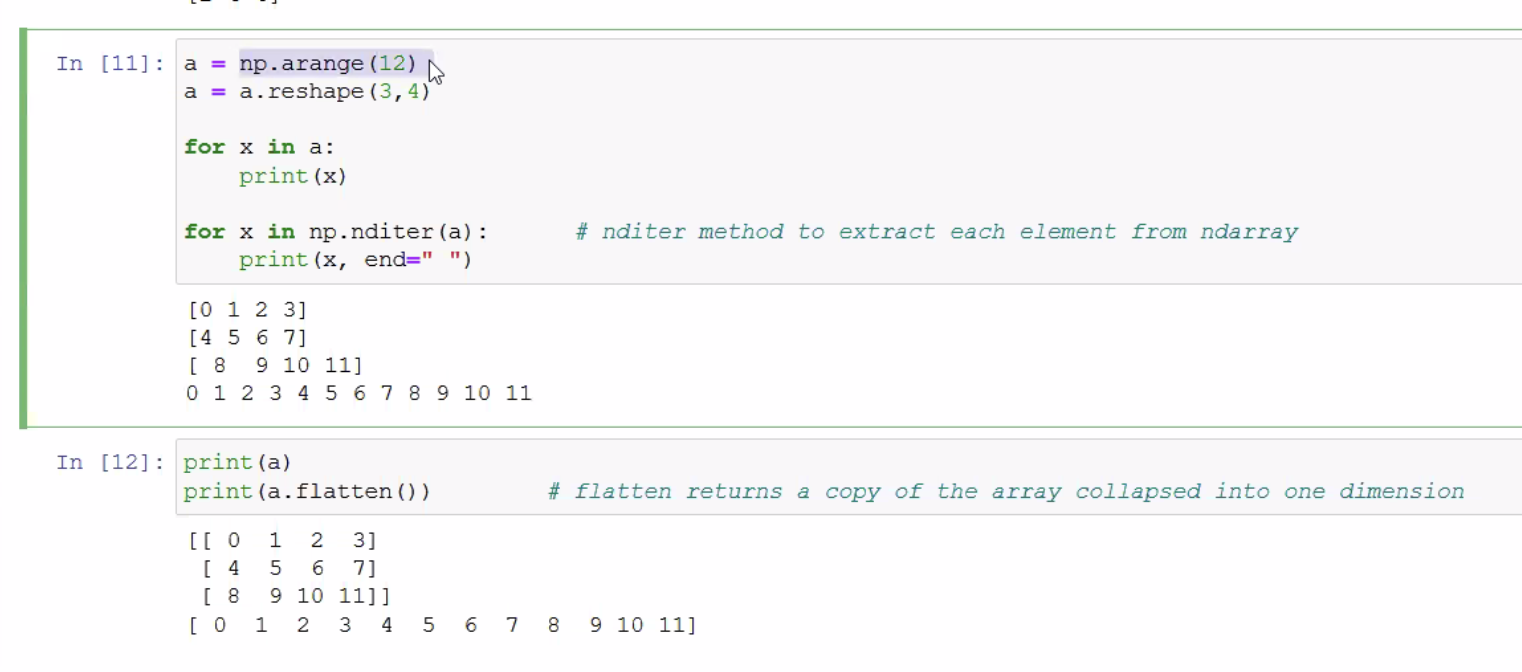 In [11]: a = np.arange(12)
a = a.reshape(3,4)
for x in a:
    print(x)
for x in np.nditer(a):      # nditer method to extract each element from ndarray
    print(x, end=" ")
[0 1 2 3]
[4 5 6 7]
[ 8  9 10 11]
0 1 2 3 4 5 6 7 8 9 10 11
In [12]: print(a)
print(a.flatten())        # flatten returns a copy of the array collapsed into one dimension
[[ 0  1  2  3]
 [ 4  5  6  7]
 [ 8  9 10 11]]
[ 0  1  2  3  4  5  6  7  8  9 10 11]